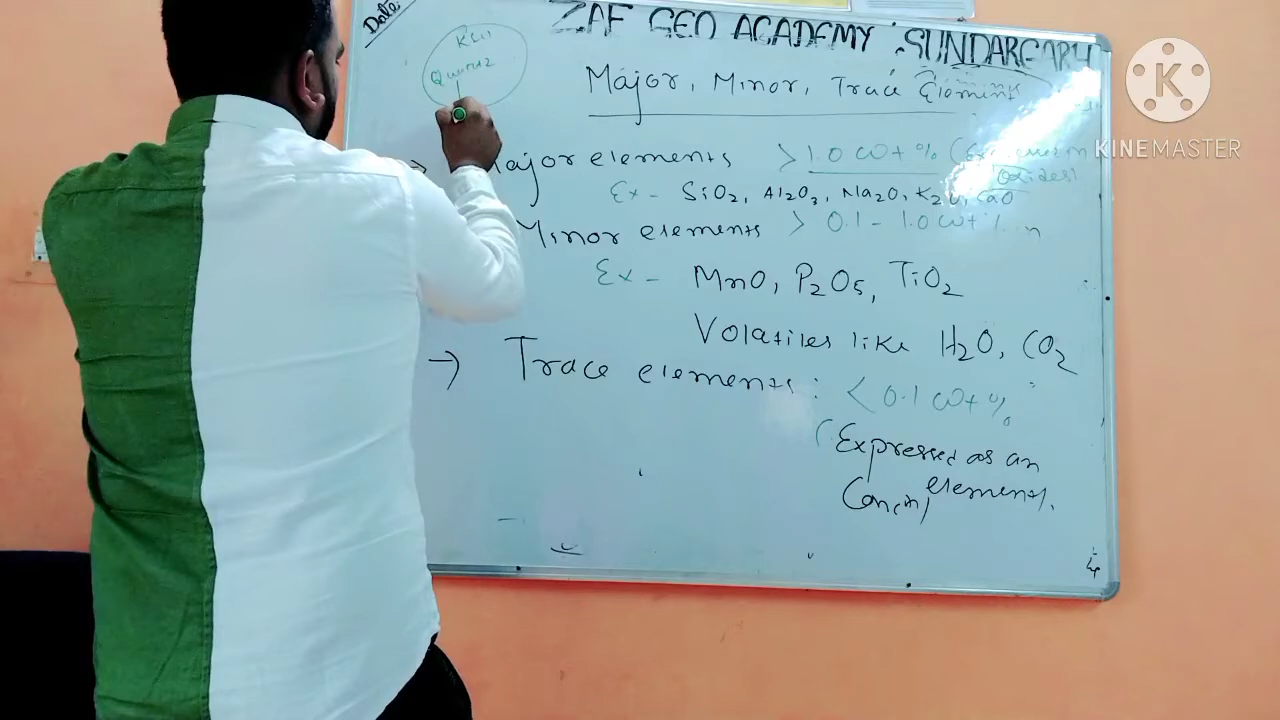 Date
ZAF GEO ACADEMY SUNDARGARH
Major, Minor, Trace Elements
Quartz
ajor elements > 1.0 wt %
oxides)
Ex - SiO2, Al2O3, Na2O, K2O, CaO
Minor elements > 0.1 - 1.0 wt %
Ex - MnO, P2O5, TiO2
Volatiles like H2O, CO2
→ Trace elements: < 0.1 wt %
(Expressed as an
elements.
K
KINEMASTER